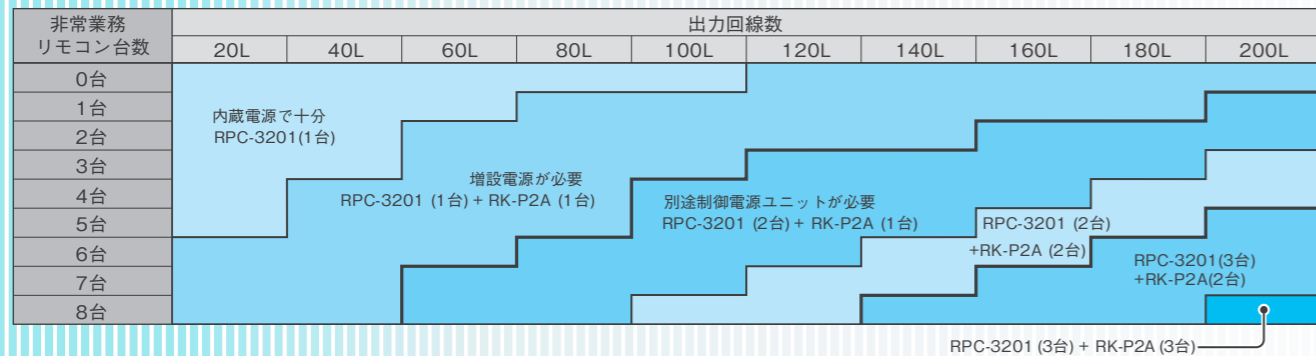 非常業務
リモコン台数
出力回線数
20L 40L 60L 80L 100L 120L 140L 160L 180L 200L
0台
1台
2台
3台
4台
5台
6台
7台
8台
内蔵電源で十分
RPC-3201(1台)
増設電源が必要
RPC-3201 (1台) + RK-P2A (1台)
別途制御電源ユニットが必要
RPC-3201 (2台) + RK-P2A (1台)
RPC-3201 (2台)
+RK-P2A (2台)
RPC-3201(3台)
+RK-P2A(2台)
RPC-3201 (3台) + RK-P2A (3台)